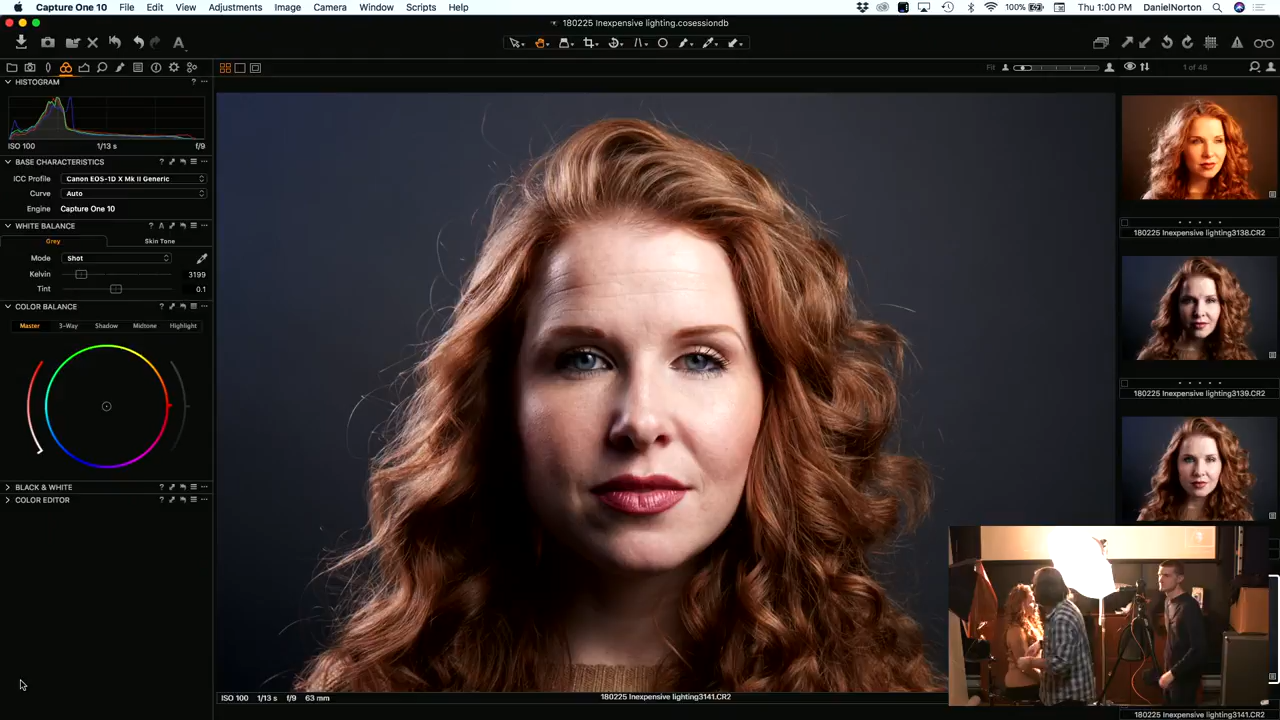 Capture One 10 File Edit View Adjustments Image Camera Window Scripts Help 100% Thu 1:00 PM DanielNorton
180225 Inexpensive lighting.cosessiondb
Fit 1 of 48
HISTOGRAM ? ...
ISO 100 1/13 s f/9
BASE CHARACTERISTICS ? ...
ICC Profile Canon EOS-1D X Mk II Generic
Curve Auto
Engine Capture One 10
WHITE BALANCE ? A ...
Grey Skin Tone
Mode Shot
Kelvin 3199
Tint 0.1
COLOR BALANCE ? ...
Master 3-Way Shadow Midtone Highlight
BLACK & WHITE ? ...
COLOR EDITOR ? ...
180225 Inexpensive lighting3138.CR2
180225 Inexpensive lighting3139.CR2
ISO 100 1/13 s f/9 63 mm
180225 Inexpensive lighting3141.CR2
180225 Inexpensive lighting3141.CR2